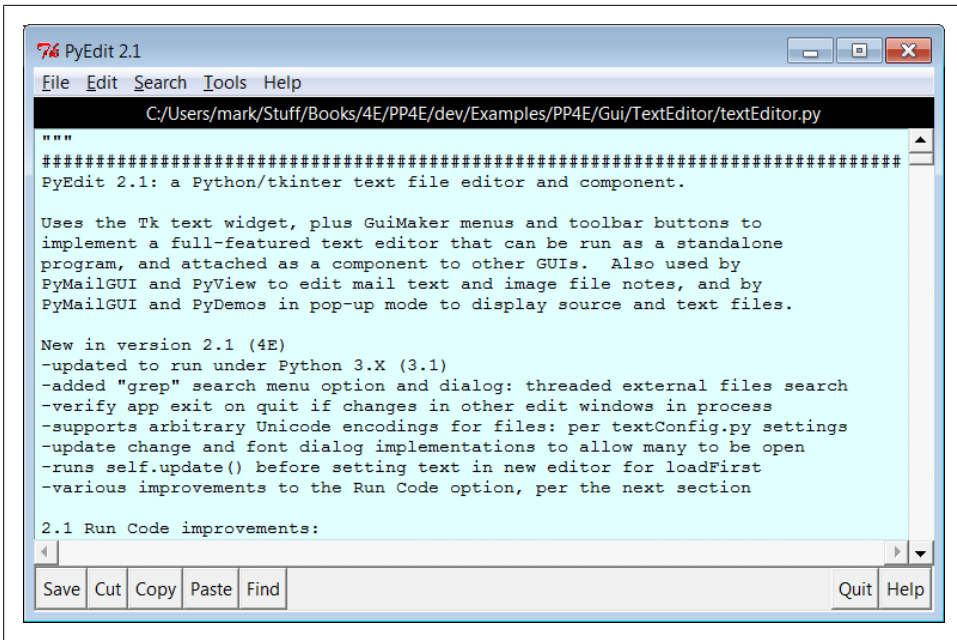 PyEdit 2.1
File Edit Search Tools Help
C:/Users/mark/Stuff/Books/4E/PP4E/dev/Examples/PP4E/Gui/TextEditor/textEditor.py
"""
################################################################################
PyEdit 2.1: a Python/tkinter text file editor and component.
Uses the Tk text widget, plus GuiMaker menus and toolbar buttons to
implement a full-featured text editor that can be run as a standalone
program, and attached as a component to other GUIs.  Also used by
PyMailGUI and PyView to edit mail text and image file notes, and by
PyMailGUI and PyDemos in pop-up mode to display source and text files.
New in version 2.1 (4E)
-updated to run under Python 3.X (3.1)
-added "grep" search menu option and dialog: threaded external files search
-verify app exit on quit if changes in other edit windows in process
-supports arbitrary Unicode encodings for files: per textConfig.py settings
-update change and font dialog implementations to allow many to be open
-runs self.update() before setting text in new editor for loadFirst
-various improvements to the Run Code option, per the next section
2.1 Run Code improvements:
Save Cut Copy Paste Find Quit Help